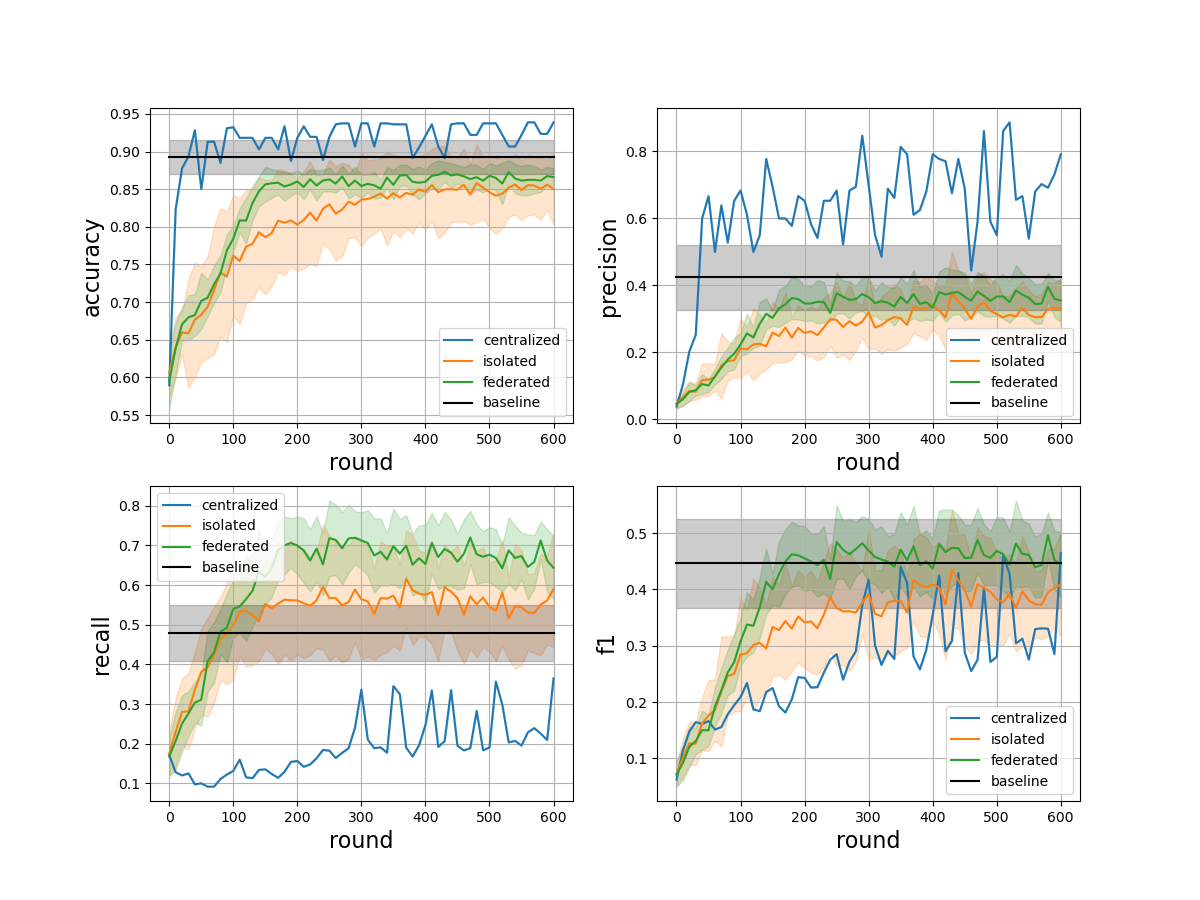 accuracy
0.95
0.90
0.85
0.80
0.75
0.70
0.65
0.60
0.55
centralized
isolated
federated
baseline
0 100 200 300 400 500 600
round
precision
0.8
0.6
0.4
0.2
0.0
centralized
isolated
federated
baseline
0 100 200 300 400 500 600
round
recall
0.8
0.7
0.6
0.5
0.4
0.3
0.2
0.1
centralized
isolated
federated
baseline
0 100 200 300 400 500 600
round
f1
0.5
0.4
0.3
0.2
0.1
centralized
isolated
federated
baseline
0 100 200 300 400 500 600
round